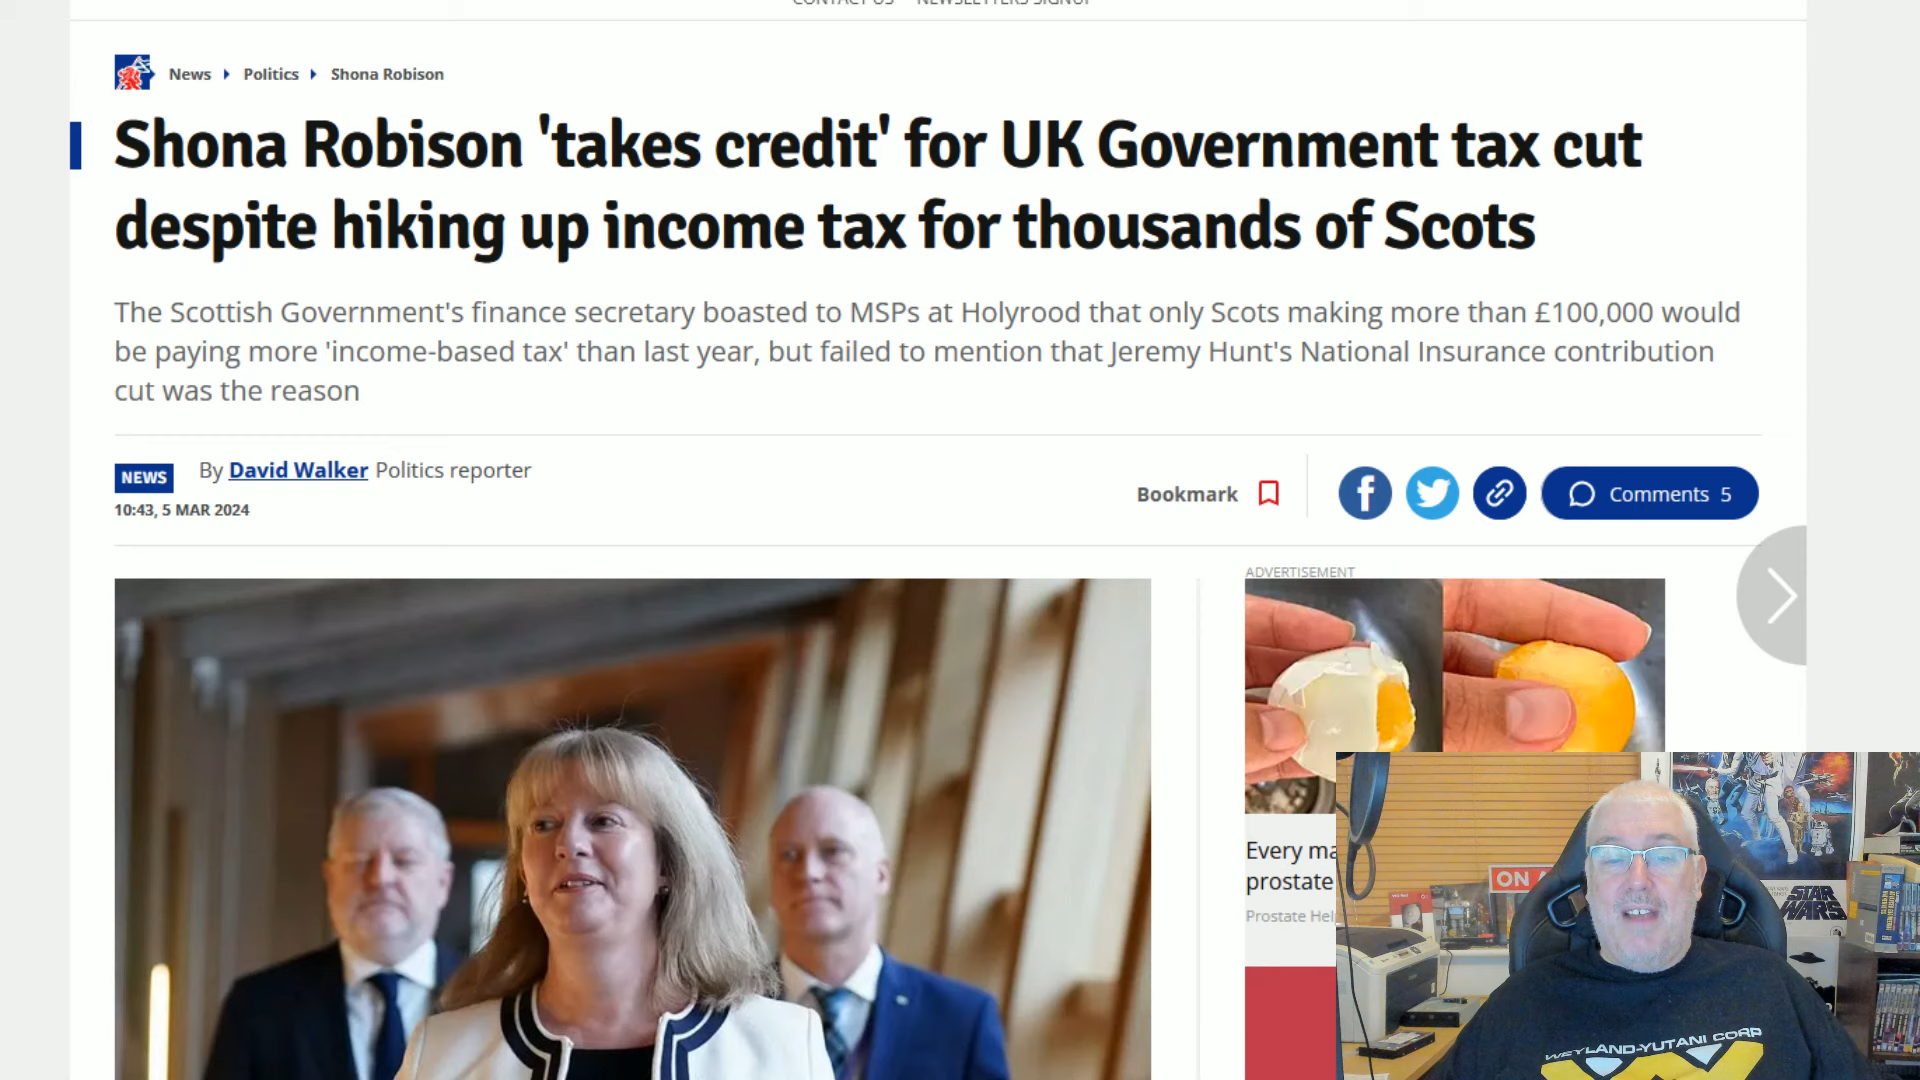 CONTACT US NEWSLETTERS SIGNUP
News Politics Shona Robison
Shona Robison 'takes credit' for UK Government tax cut
despite hiking up income tax for thousands of Scots
The Scottish Government's finance secretary boasted to MSPs at Holyrood that only Scots making more than £100,000 would
be paying more 'income-based tax' than last year, but failed to mention that Jeremy Hunt's National Insurance contribution
cut was the reason
NEWS By David Walker Politics reporter
10:43, 5 MAR 2024
Bookmark
Comments 5
ADVERTISEMENT
Every ma
prostate
Prostate Hel
ON A
STAR
WARS
WEYLAND-YUTANI CORP